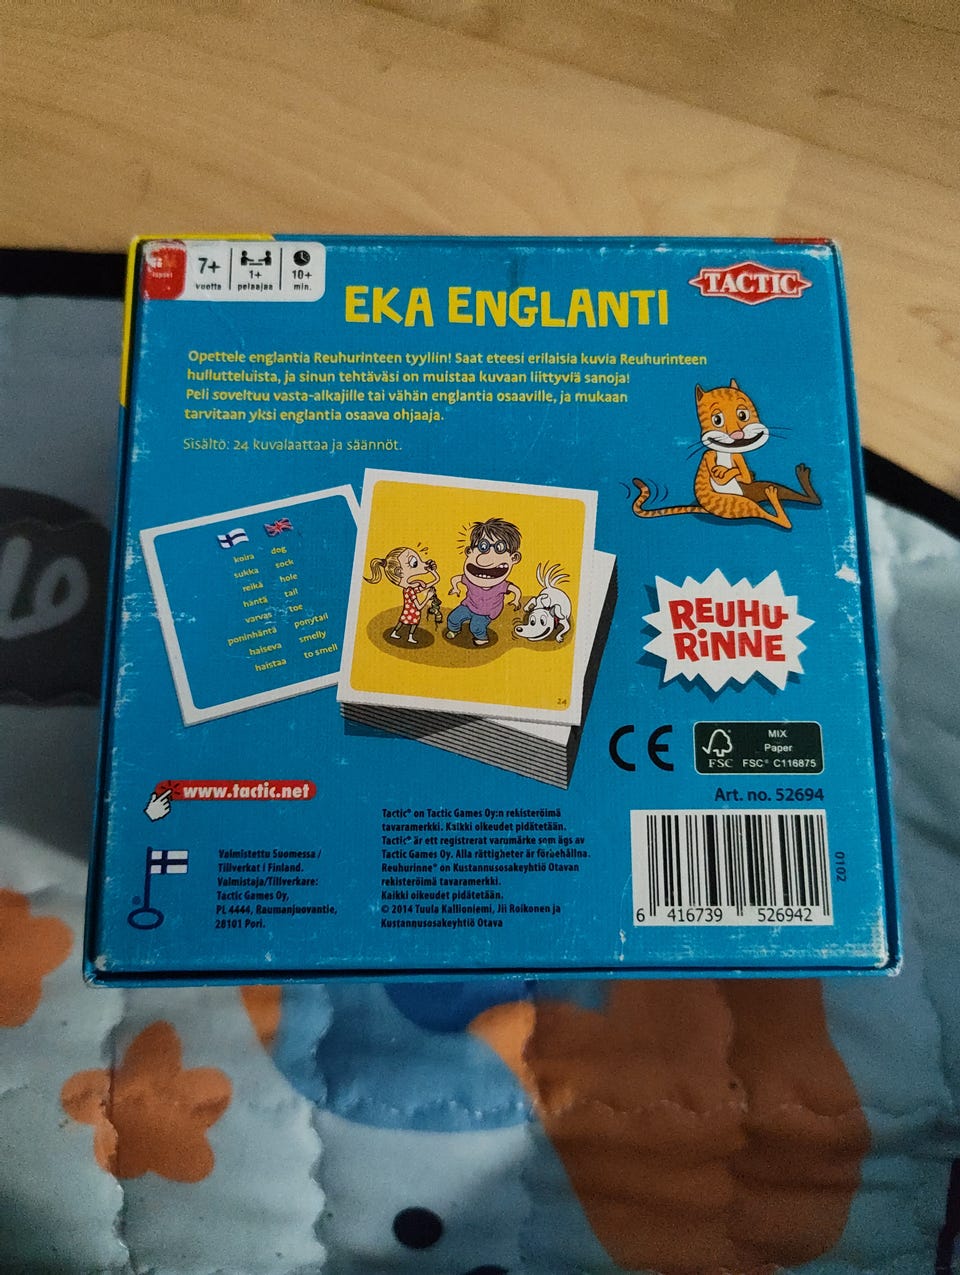 lapset
7+
vuotta
1+
pelaajaa
10+
min.
EKA ENGLANTI
TACTIC
Opettele englantia Reuhurinteen tyyliin! Saat eteesi erilaisia kuvia Reuhurinteen
hullutteluista, ja sinun tehtäväsi on muistaa kuvaan liittyviä sanoja!
Peli soveltuu vasta-alkajille tai vähän englantia osaaville, ja mukaan
tarvitaan yksi englantia osaava ohjaaja.
Sisältö: 24 kuvalaattaa ja säännöt.
koira dog
sukka sock
reikä hole
häntä tail
varvas toe
poninhäntä ponytail
haiseva smelly
haistaa to smell
24
REUHU-
RINNE
CE
FSC
MIX
Paper
FSC® C116875
www.tactic.net
Art. no. 52694
Valmistettu Suomessa /
Tillverkat i Finland.
Valmistaja/Tillverkare:
Tactic Games Oy,
PL 4444, Raumanjuovantie,
28101 Pori.
Tactic® on Tactic Games Oy:n rekisteröimä
tavaramerkki. Kaikki oikeudet pidätetään.
Tactic® är ett registrerat varumärke som ägs av
Tactic Games Oy. Alla rättigheter är förbehållna.
Reuhurinne® on Kustannusosakeyhtiö Otavan
rekisteröimä tavaramerkki.
Kaikki oikeudet pidätetään.
© 2014 Tuula Kallioniemi, Jii Roikonen ja
Kustannusosakeyhtiö Otava
0102
6 416739 526942